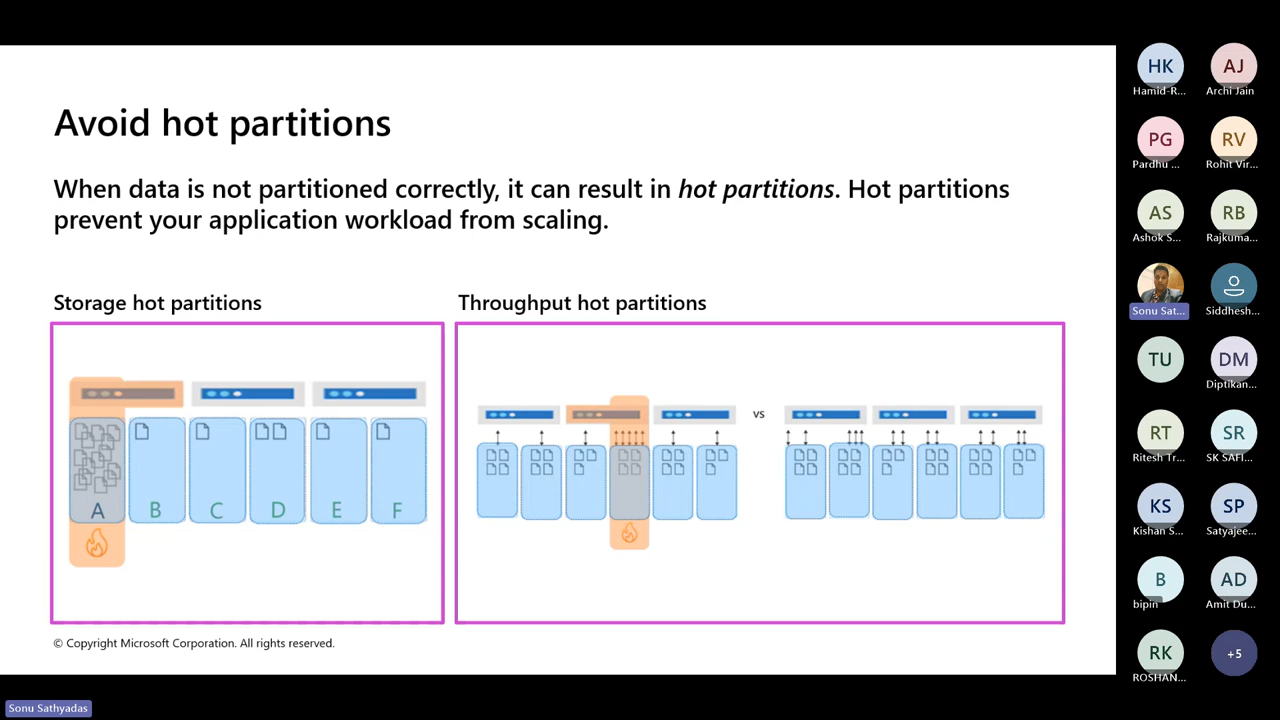 Avoid hot partitions
When data is not partitioned correctly, it can result in hot partitions. Hot partitions
prevent your application workload from scaling.
Storage hot partitions
Throughput hot partitions
A B C D E F
vs
© Copyright Microsoft Corporation. All rights reserved.
HK
Hamid-R...
AJ
Archi Jain
PG
Pardhu ...
RV
Rohit Vir...
AS
Ashok S...
RB
Rajkuma...
Sonu Sat...
Siddhesh...
TU
DM
Diptikan...
RT
Ritesh Tr...
SR
SK SAFI...
KS
Kishan S...
SP
Satyajee...
B
bipin
AD
Amit Du...
RK
ROSHAN...
+5
Sonu Sathyadas